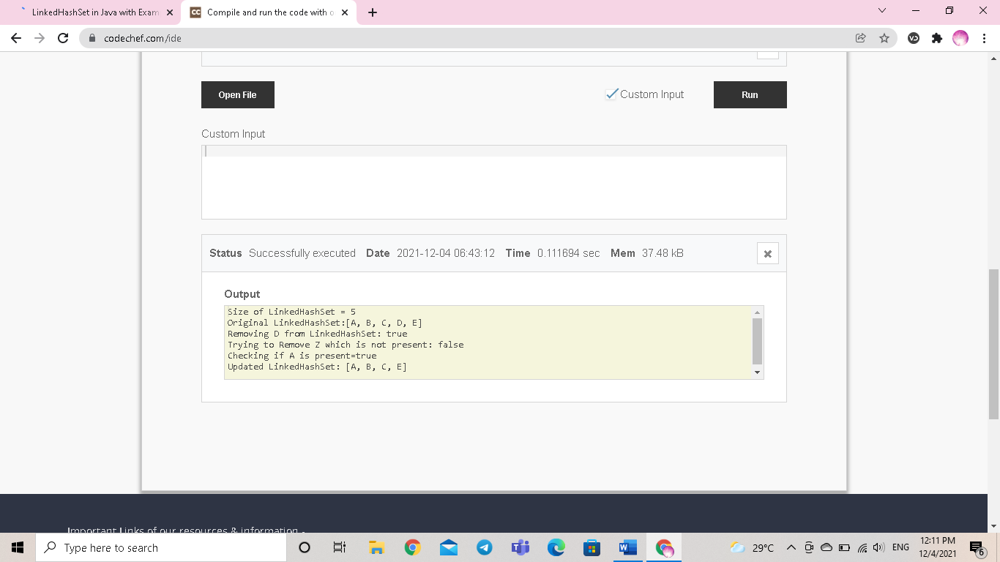 LinkedHashSet in Java with Exam
CC Compile and run the code with o
codechef.com/ide
Open File
Custom Input
Run
Custom Input
Status Successfully executed Date 2021-12-04 06:43:12 Time 0.111694 sec Mem 37.48 kB
Output
Size of LinkedHashSet = 5
Original LinkedHashSet:[A, B, C, D, E]
Removing D from LinkedHashSet: true
Trying to Remove Z which is not present: false
Checking if A is present=true
Updated LinkedHashSet: [A, B, C, E]
Important Links of our resources & information -
Type here to search
29°C
ENG
12:11 PM
12/4/2021
6